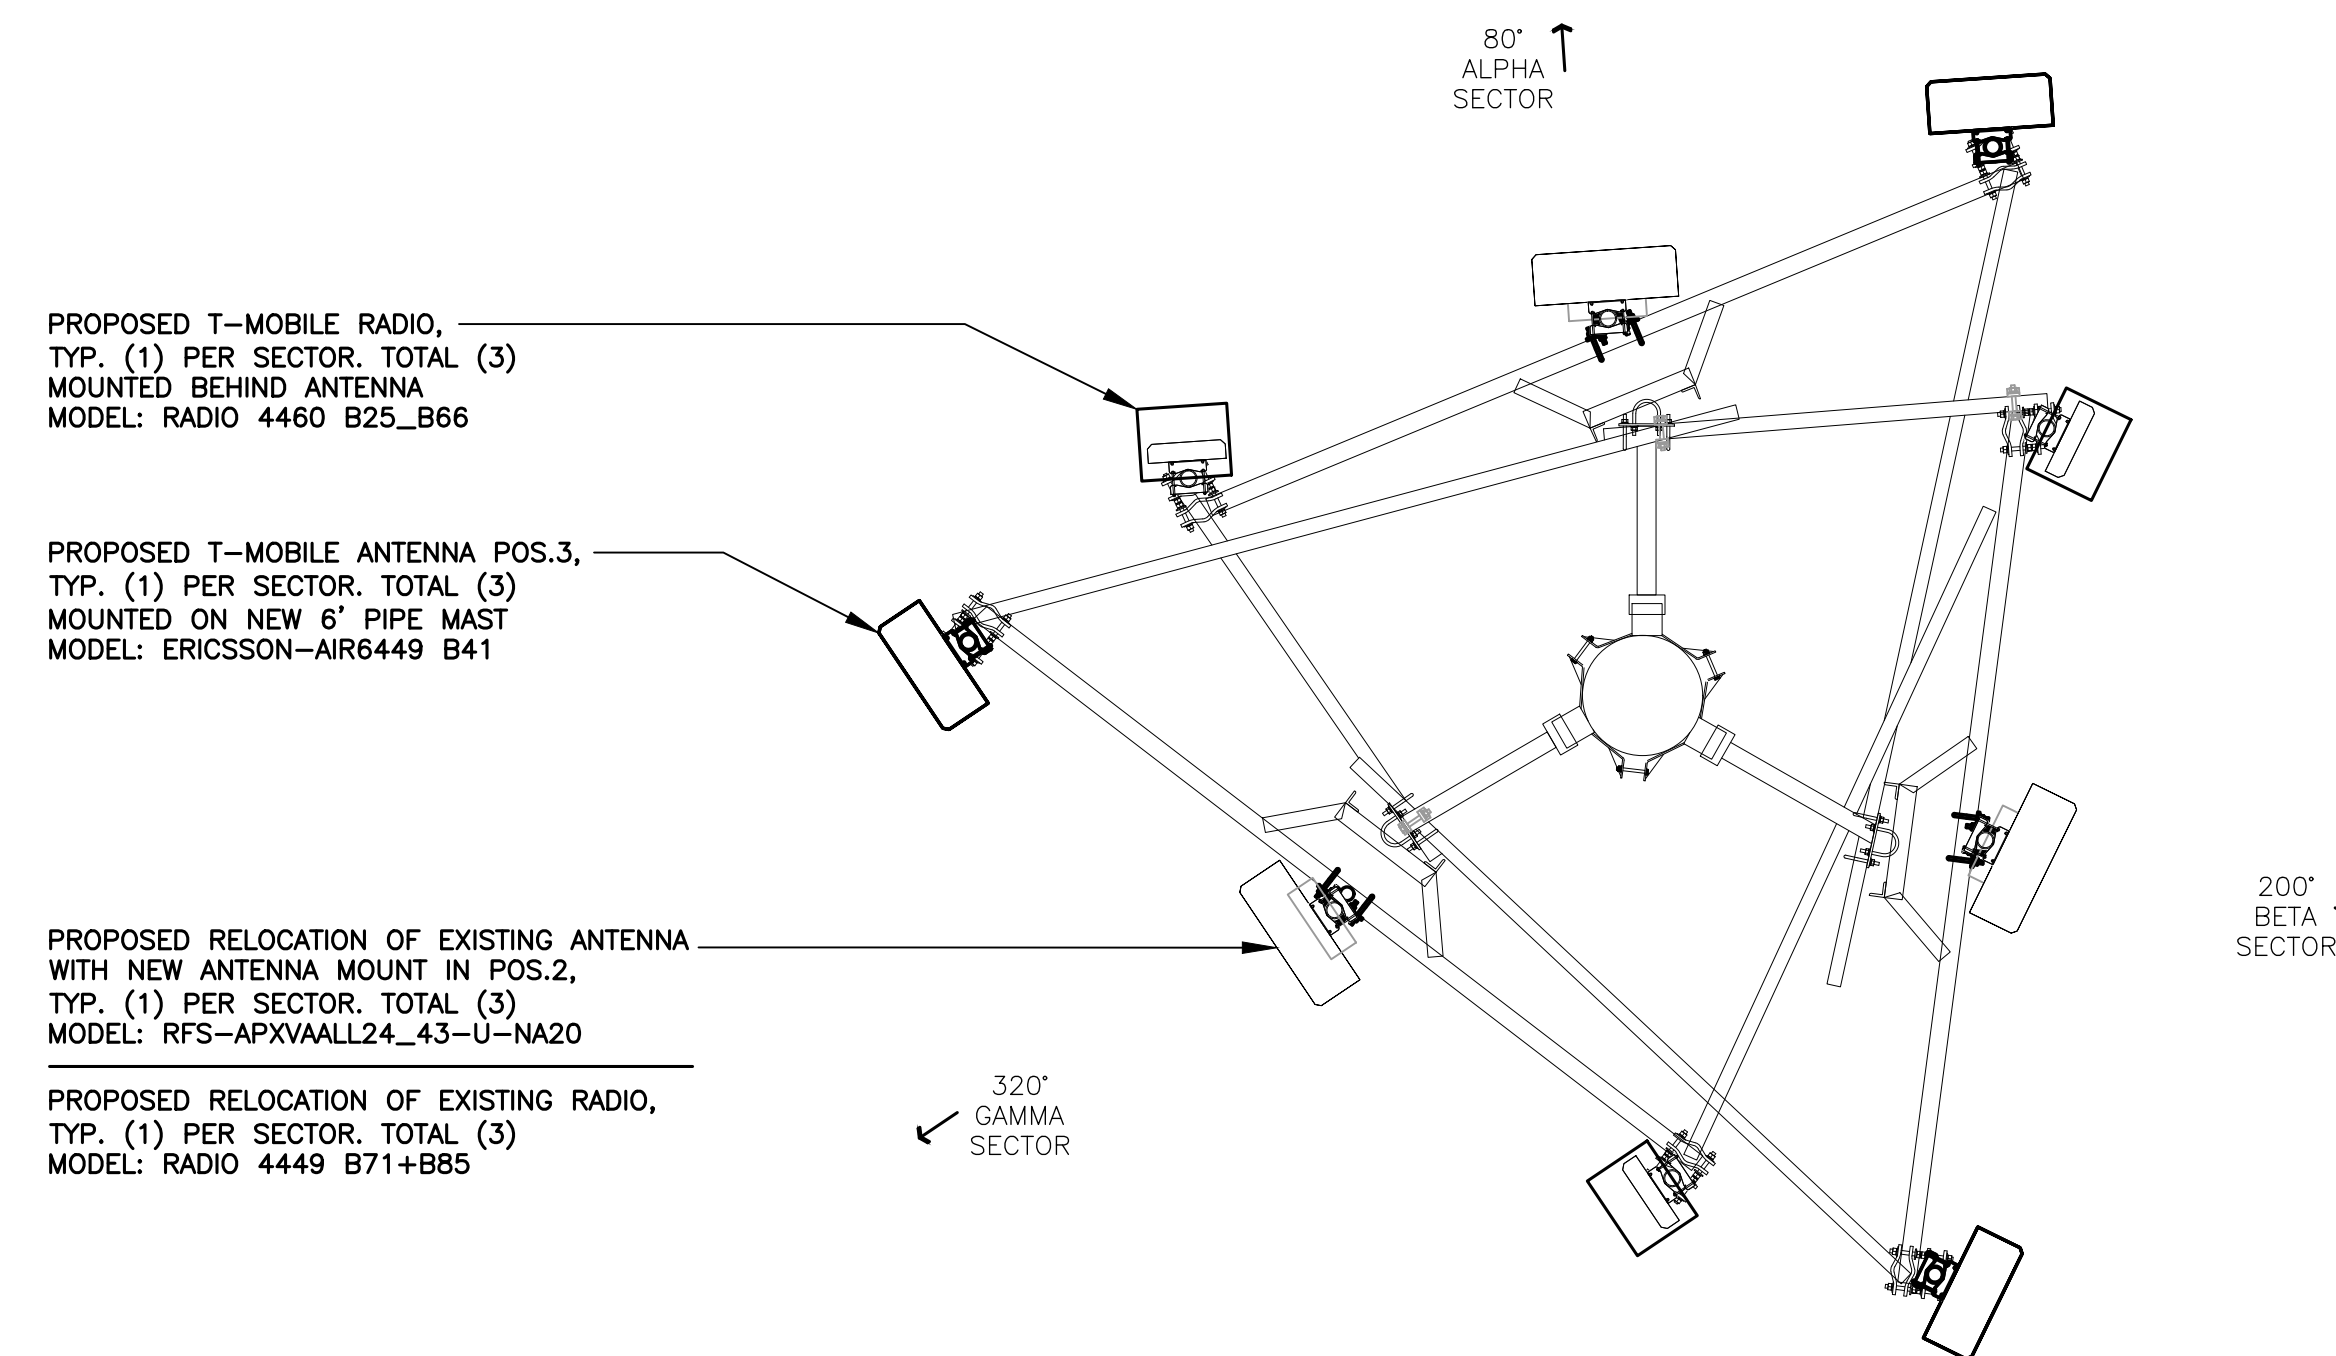 80°
ALPHA
SECTOR
PROPOSED T-MOBILE RADIO,
TYP. (1) PER SECTOR. TOTAL (3)
MOUNTED BEHIND ANTENNA
MODEL: RADIO 4460 B25_B66
PROPOSED T-MOBILE ANTENNA POS.3,
TYP. (1) PER SECTOR. TOTAL (3)
MOUNTED ON NEW 6' PIPE MAST
MODEL: ERICSSON-AIR6449 B41
PROPOSED RELOCATION OF EXISTING ANTENNA
WITH NEW ANTENNA MOUNT IN POS.2,
TYP. (1) PER SECTOR. TOTAL (3)
MODEL: RFS-APXVAALL24_43-U-NA20
PROPOSED RELOCATION OF EXISTING RADIO,
TYP. (1) PER SECTOR. TOTAL (3)
MODEL: RADIO 4449 B71+B85
320°
GAMMA
SECTOR
200°
BETA
SECTOR